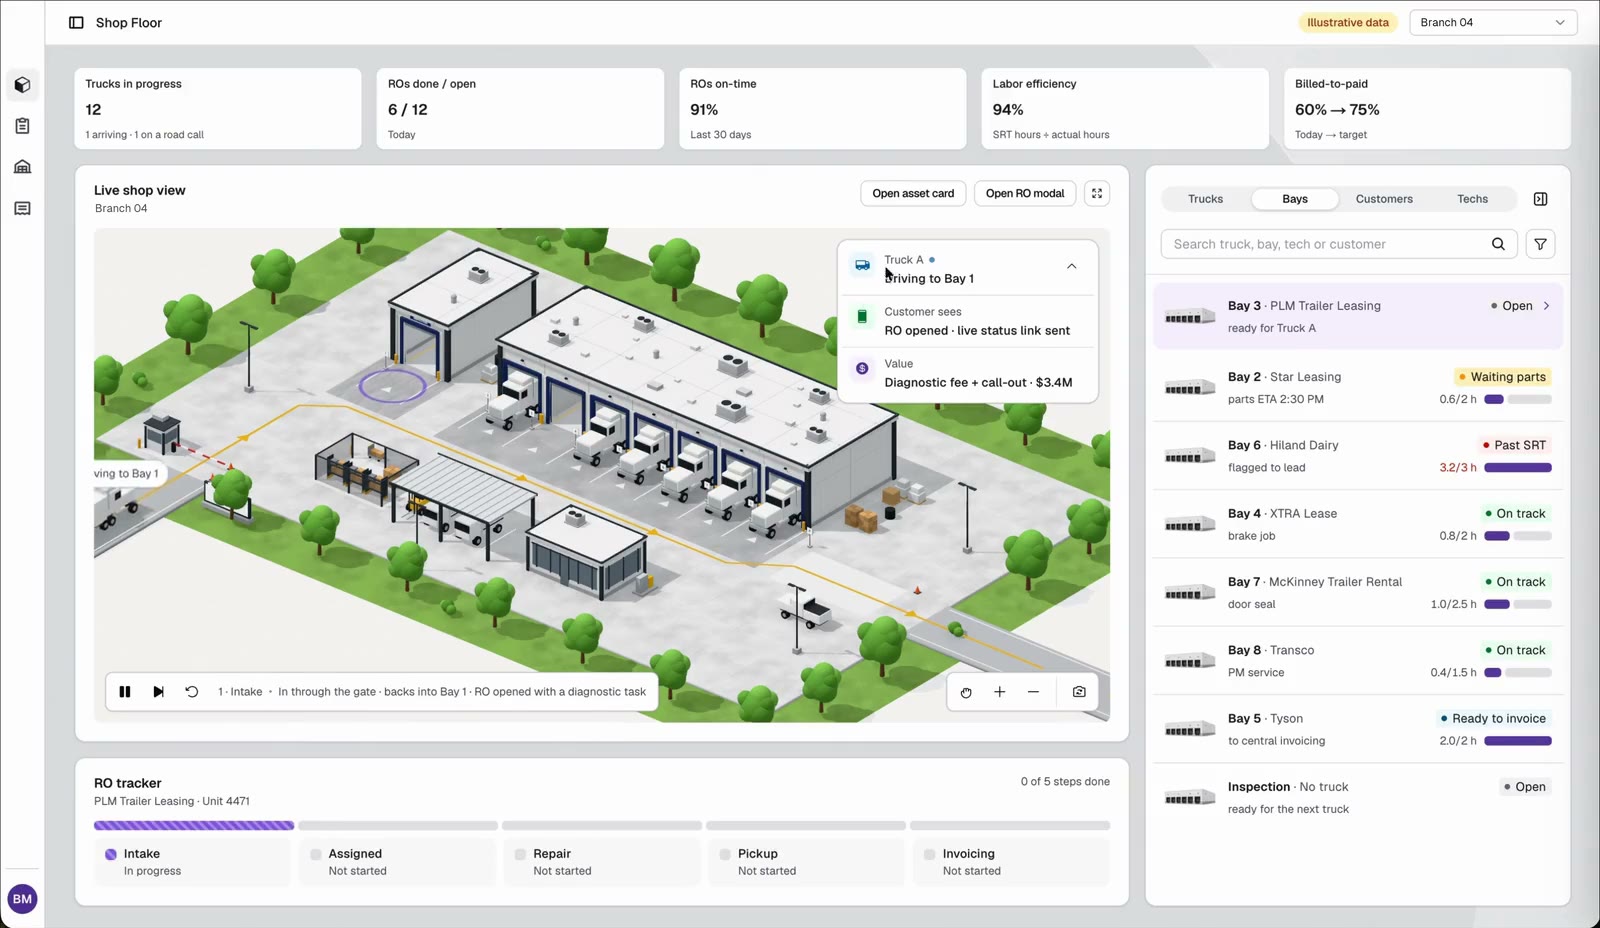 Shop Floor
Illustrative data
Branch 04
Trucks in progress
12
1 arriving · 1 on a road call
ROs done / open
6 / 12
Today
ROs on-time
91%
Last 30 days
Labor efficiency
94%
SRT hours ÷ actual hours
Billed-to-paid
60% → 75%
Today → target
Live shop view
Branch 04
Open asset card
Open RO modal
Truck A
Driving to Bay 1
Customer sees
RO opened · live status link sent
Value
Diagnostic fee + call-out · $3.4M
ving to Bay 1
1 · Intake • In through the gate · backs into Bay 1 · RO opened with a diagnostic task
RO tracker
PLM Trailer Leasing · Unit 4471
0 of 5 steps done
Intake
In progress
Assigned
Not started
Repair
Not started
Pickup
Not started
Invoicing
Not started
Trucks
Bays
Customers
Techs
Search truck, bay, tech or customer
Bay 3 · PLM Trailer Leasing
Open
ready for Truck A
Bay 2 · Star Leasing
Waiting parts
parts ETA 2:30 PM
0.6/2 h
Bay 6 · Hiland Dairy
Past SRT
flagged to lead
3.2/3 h
Bay 4 · XTRA Lease
On track
brake job
0.8/2 h
Bay 7 · McKinney Trailer Rental
On track
door seal
1.0/2.5 h
Bay 8 · Transco
On track
PM service
0.4/1.5 h
Bay 5 · Tyson
Ready to invoice
to central invoicing
2.0/2 h
Inspection · No truck
Open
ready for the next truck
BM